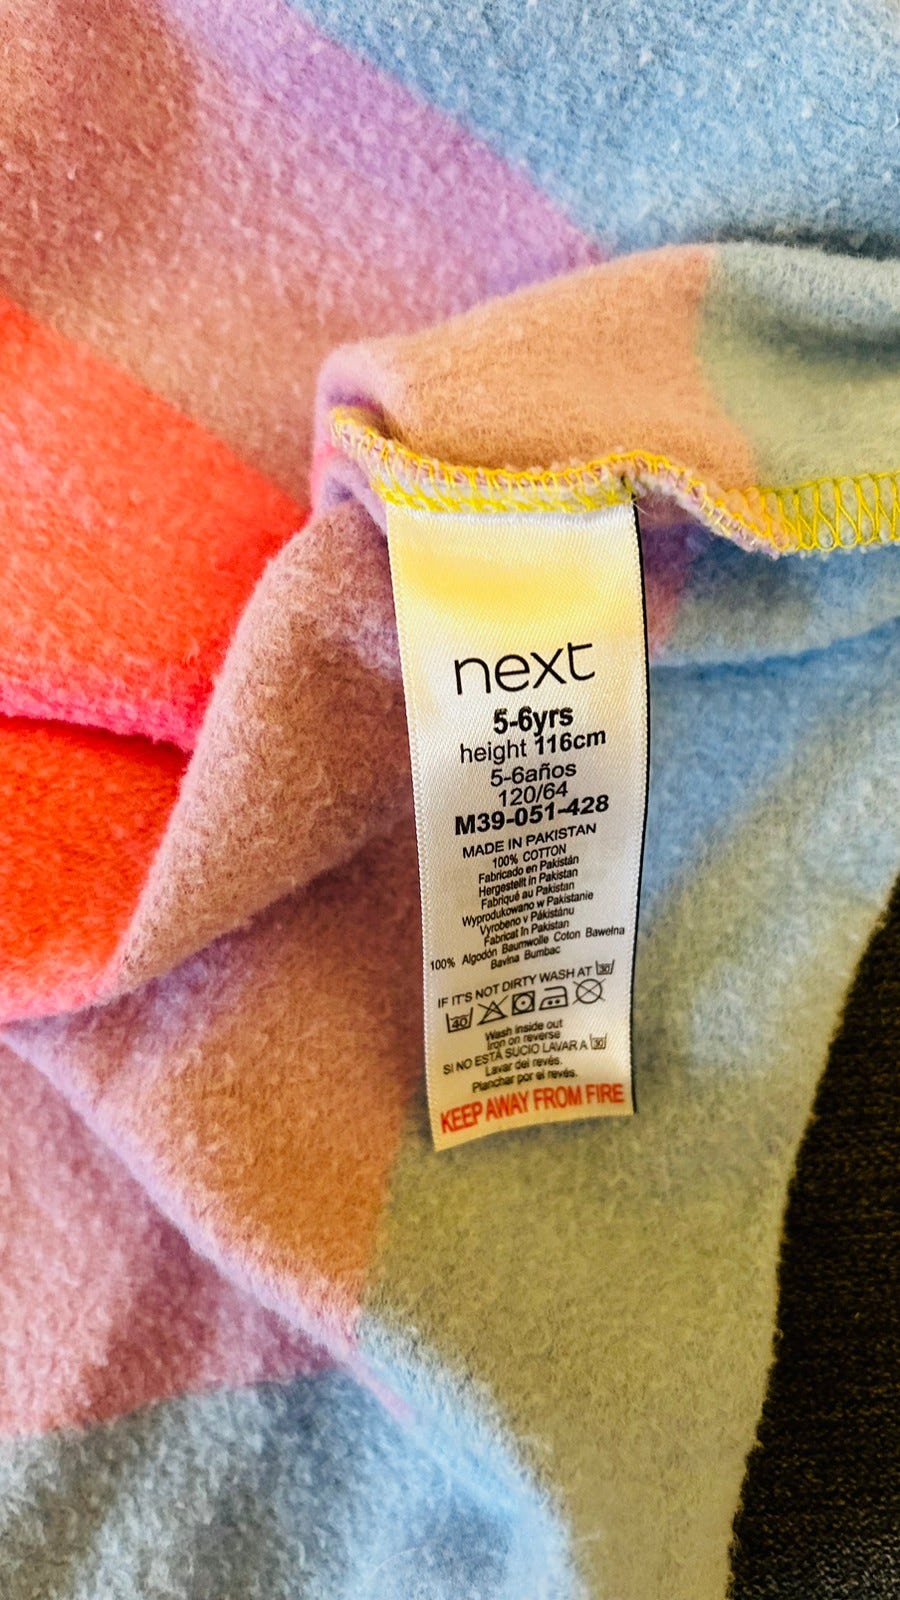 next
5-6yrs
height 116cm
5-6años
120/64
M39-051-428
MADE IN PAKISTAN
100% COTTON
Fabricado en Pakistán
Hergestellt in Pakistan
Fabriqué au Pakistan
Wyprodukowano w Pakistanie
Vyrobeno v Pákistánu
Fabricat în Pakistan
100% Algodón Baumwolle Coton Bawełna
Bavlna Bumbac
IF IT'S NOT DIRTY WASH AT 30
40
Wash inside out
Iron on reverse
SI NO ESTÁ SUCIO LAVAR A 30
Lavar del revés.
Planchar por el revés.
KEEP AWAY FROM FIRE